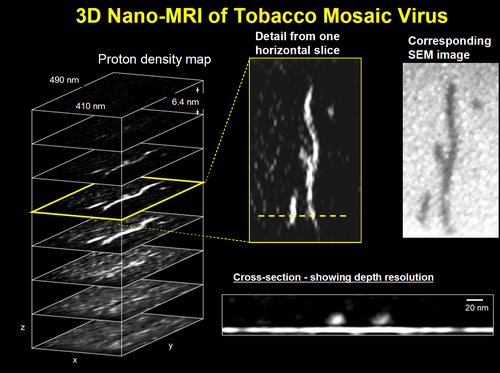 3D Nano-MRI of Tobacco Mosaic Virus
Detail from one
horizontal slice
Corresponding
SEM image
Proton density map
490 nm
410 nm
6.4 nm
Cross-section - showing depth resolution
20 nm
z
x
y